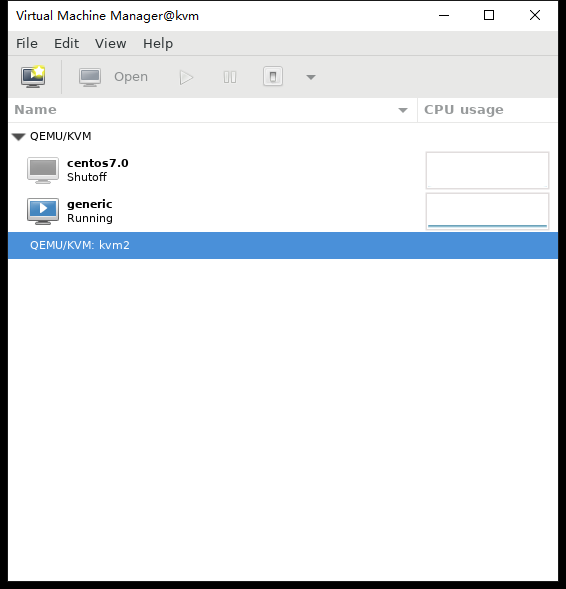 Virtual Machine Manager@kvm
File Edit View Help
Open
Name CPU usage
QEMU/KVM
centos7.0
Shutoff
generic
Running
QEMU/KVM: kvm2